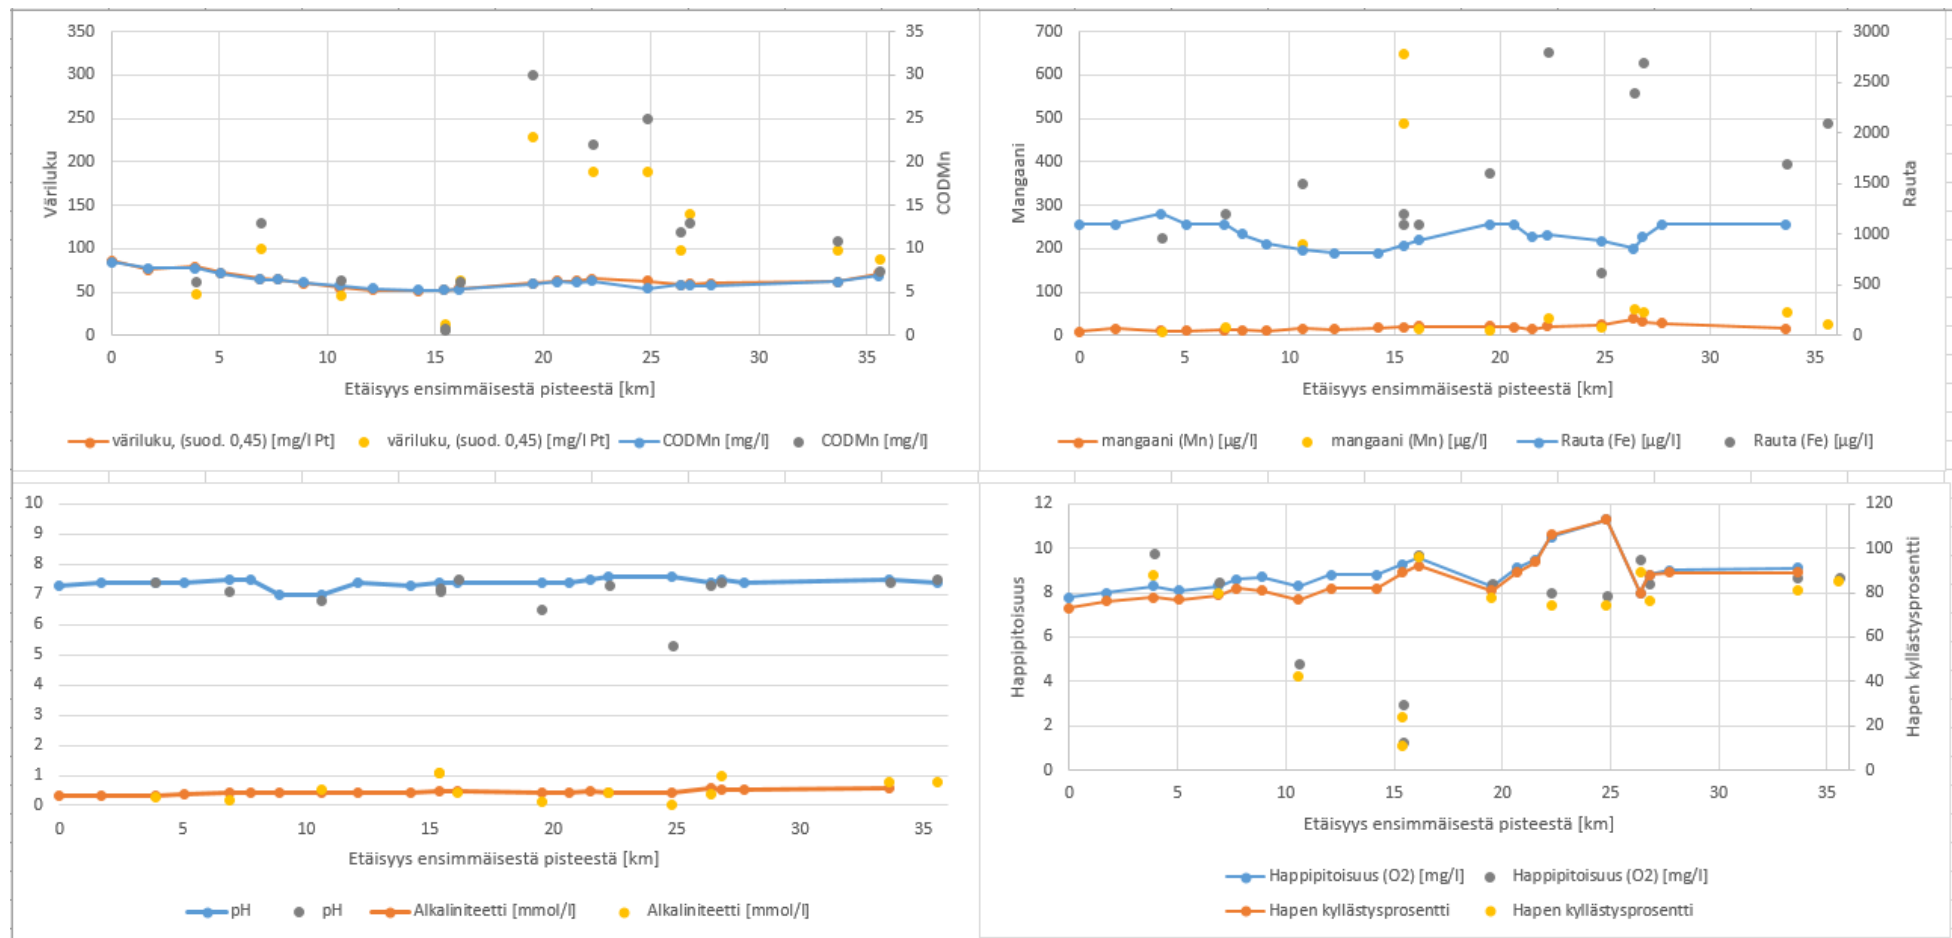 350
300
250
200
150
100
50
0
35
30
25
20
15
10
5
0
Väriluku
CODMn
0 5 10 15 20 25 30 35
Etäisyys ensimmäisestä pisteestä [km]
väriluku, (suod. 0,45) [mg/l Pt] väriluku, (suod. 0,45) [mg/l Pt] CODMn [mg/l] CODMn [mg/l]
700
600
500
400
300
200
100
0
3000
2500
2000
1500
1000
500
0
Mangaani
Rauta
0 5 10 15 20 25 30 35
Etäisyys ensimmäisestä pisteestä [km]
mangaani (Mn) [µg/l] mangaani (Mn) [µg/l] Rauta (Fe) [µg/l] Rauta (Fe) [µg/l]
10
9
8
7
6
5
4
3
2
1
0
0 5 10 15 20 25 30 35
Etäisyys ensimmäisestä pisteestä [km]
pH pH Alkaliniteetti [mmol/l] Alkaliniteetti [mmol/l]
12
10
8
6
4
2
0
120
100
80
60
40
20
0
Happipitoisuus
Hapen kyllästysprosentti
0 5 10 15 20 25 30 35
Etäisyys ensimmäisestä pisteestä [km]
Happipitoisuus (O2) [mg/l] Happipitoisuus (O2) [mg/l]
Hapen kyllästysprosentti Hapen kyllästysprosentti